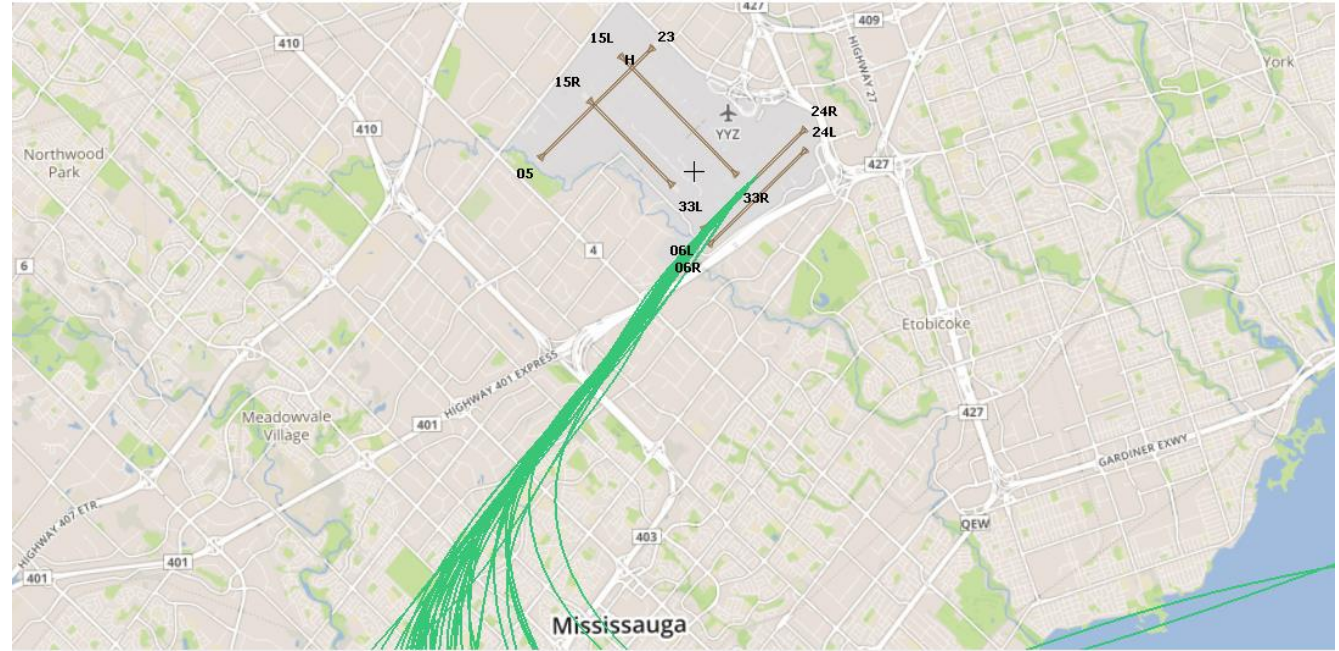 427
409
410
15L
23
H
HIGHWAY 27
York
15R
24R
YYZ
24L
410
Northwood
Park
427
05
33L
33R
4
06L
6
06R
Etobicoke
HIGHWAY 401 EXPRESS
Meadowvale
Village
401
427
GARDINER EXWY
HIGHWAY 407 ETR
QEW
403
401
401
Mississauga